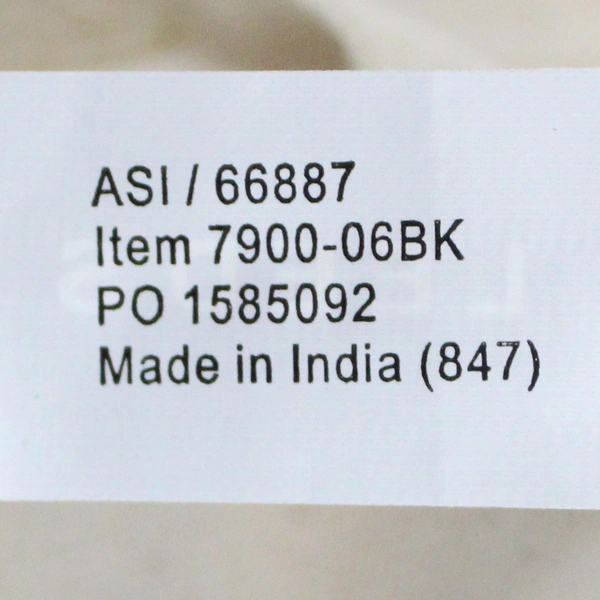 ASI / 66887
Item 7900-06BK
PO 1585092
Made in India (847)